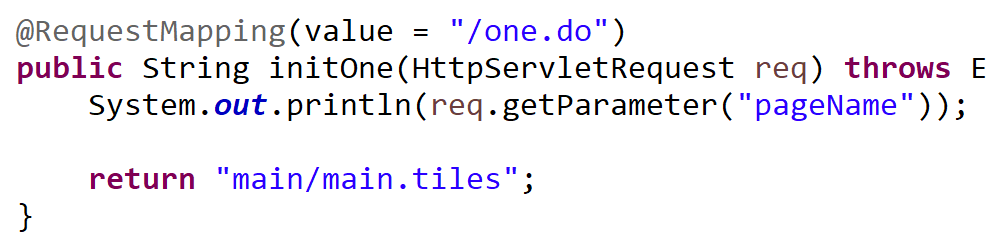 @RequestMapping(value = "/one.do")
public String initOne(HttpServletRequest req) throws E
System.out.println(req.getParameter("pageName"));
return "main/main.tiles";
}